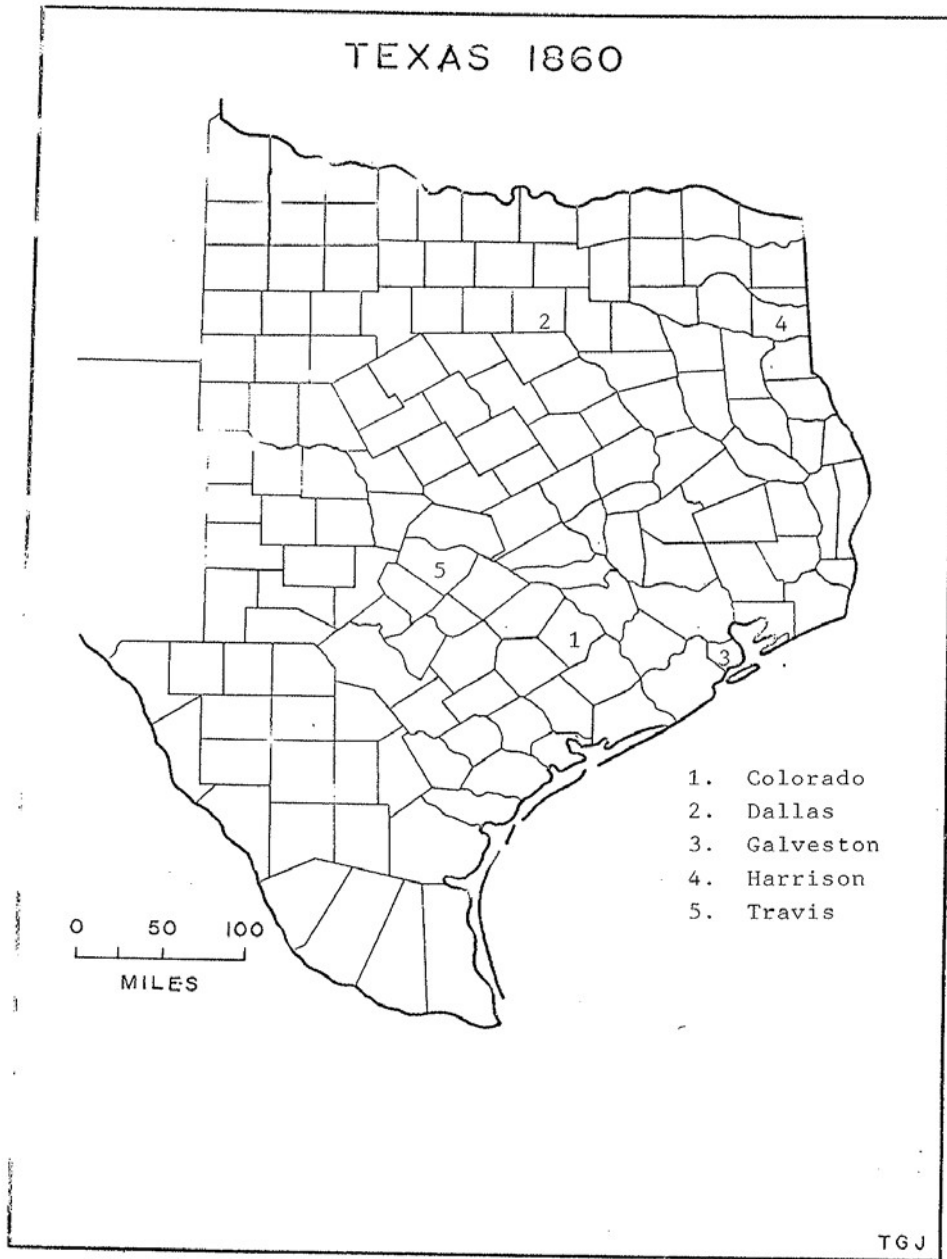 TEXAS 1860
2
4
5
1
3
1. Colorado
2. Dallas
3. Galveston
4. Harrison
5. Travis
0 50 100
MILES
TGJ